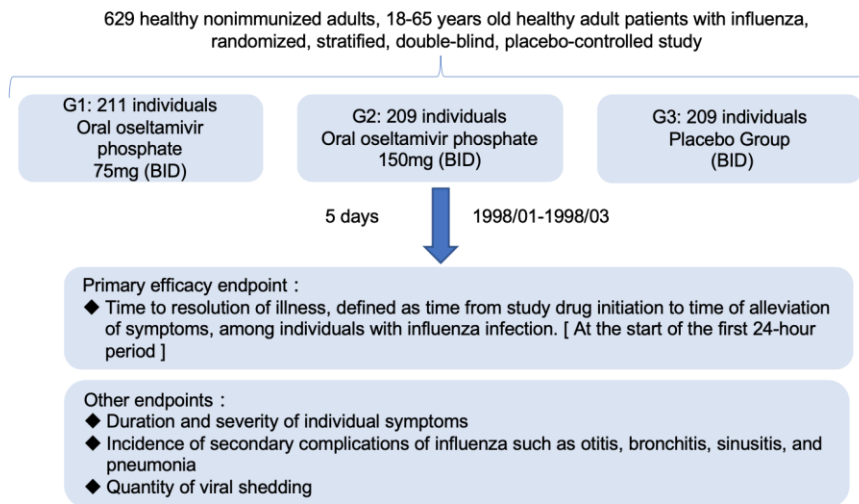 629 healthy nonimmunized adults, 18-65 years old healthy adult patients with influenza,
randomized, stratified, double-blind, placebo-controlled study
G1: 211 individuals
Oral oseltamivir
phosphate
75mg (BID)
G2: 209 individuals
Oral oseltamivir phosphate
150mg (BID)
G3: 209 individuals
Placebo Group
(BID)
5 days
1998/01-1998/03
Primary efficacy endpoint：
◆ Time to resolution of illness, defined as time from study drug initiation to time of alleviation
of symptoms, among individuals with influenza infection. [ At the start of the first 24-hour
period ]
Other endpoints：
◆ Duration and severity of individual symptoms
◆ Incidence of secondary complications of influenza such as otitis, bronchitis, sinusitis, and
pneumonia
◆ Quantity of viral shedding